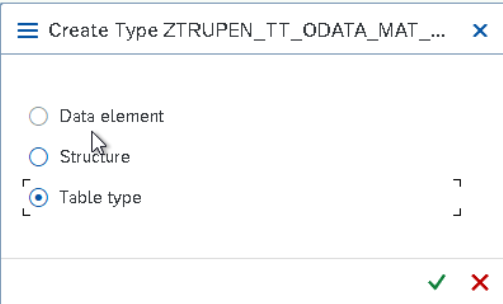 Create Type ZTRUPEN_TT_ODATA_MAT_...
Data element
Structure
Table type